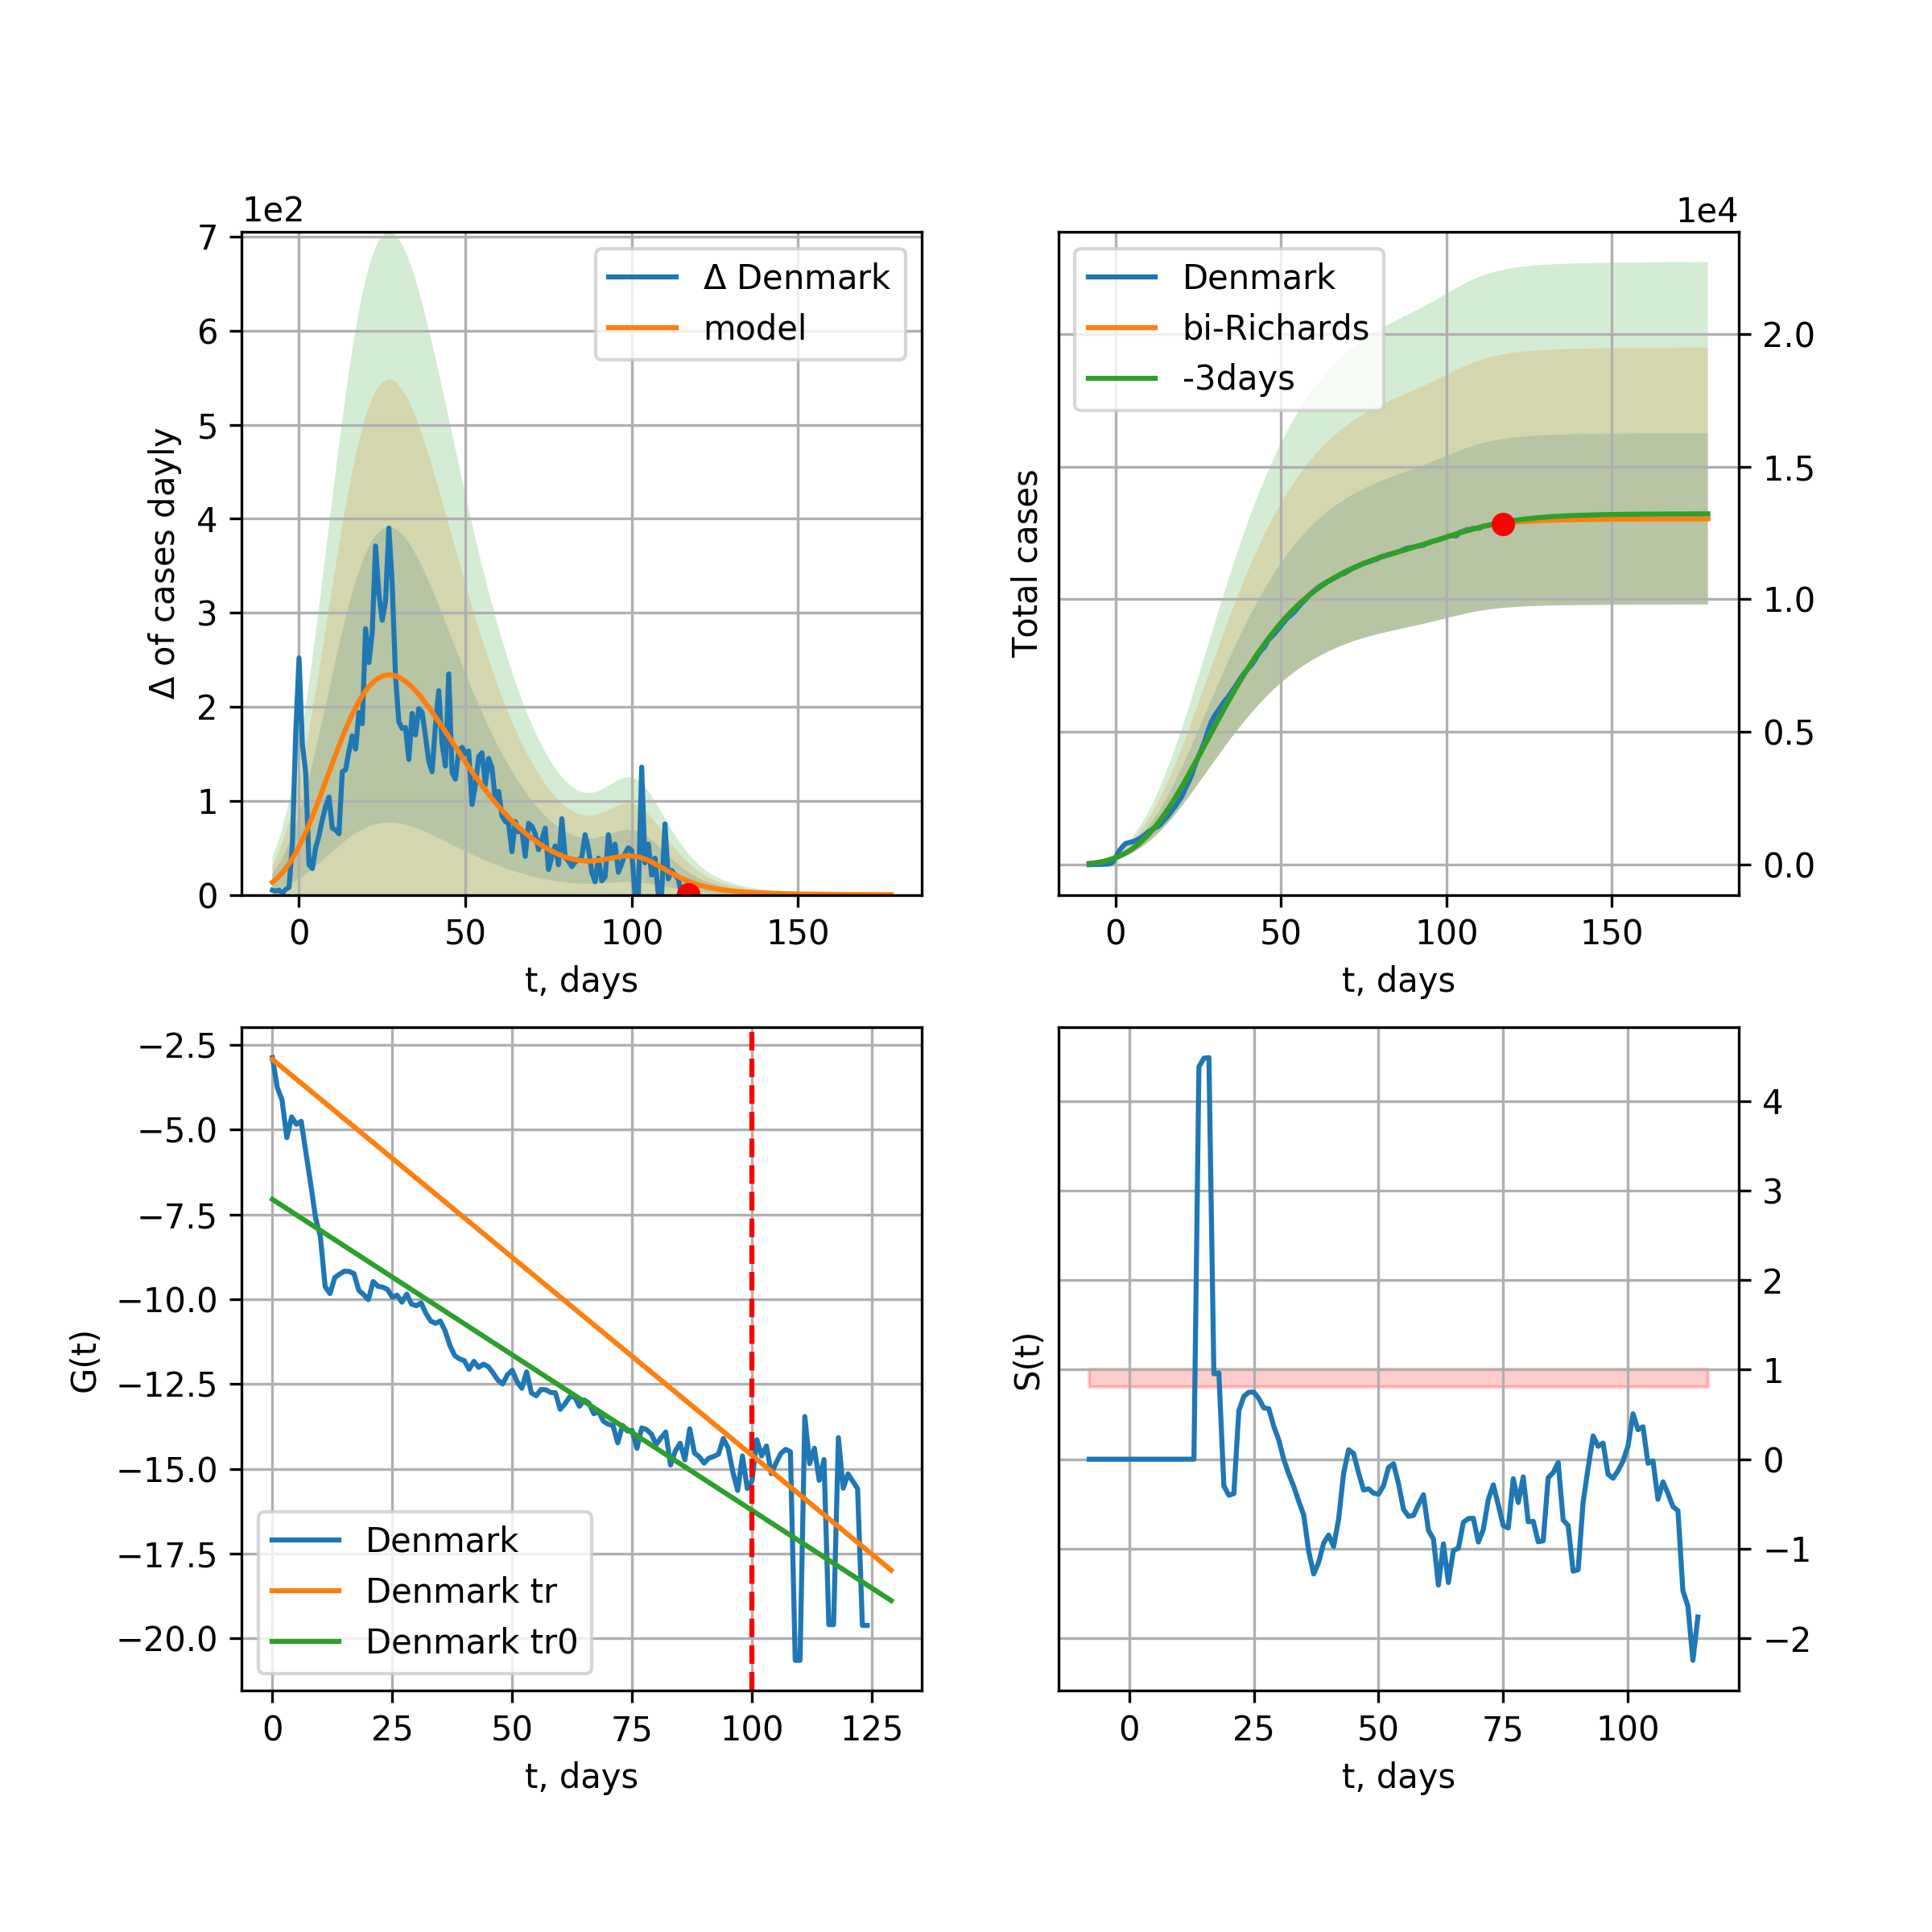 1e2
7
6
5
4
3
2
1
0
Δ of cases dayly
Δ Denmark
model
0 50 100 150
t, days
1e4
Total cases
Denmark
bi-Richards
-3days
2.0
1.5
1.0
0.5
0.0
0 50 100 150
t, days
−2.5
−5.0
−7.5
−10.0
−12.5
−15.0
−17.5
−20.0
G(t)
Denmark
Denmark tr
Denmark tr0
0 25 50 75 100 125
t, days
S(t)
4
3
2
1
0
−1
−2
0 25 50 75 100
t, days